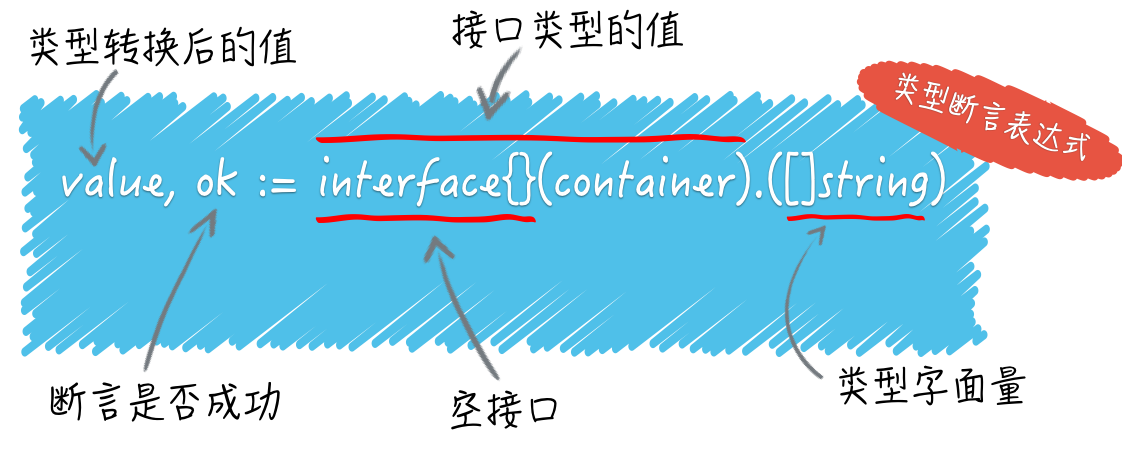 类型转换后的值
接口类型的值
类型断言表达式
value, ok := interface{}(container).([]string)
断言是否成功
空接口
类型字面量